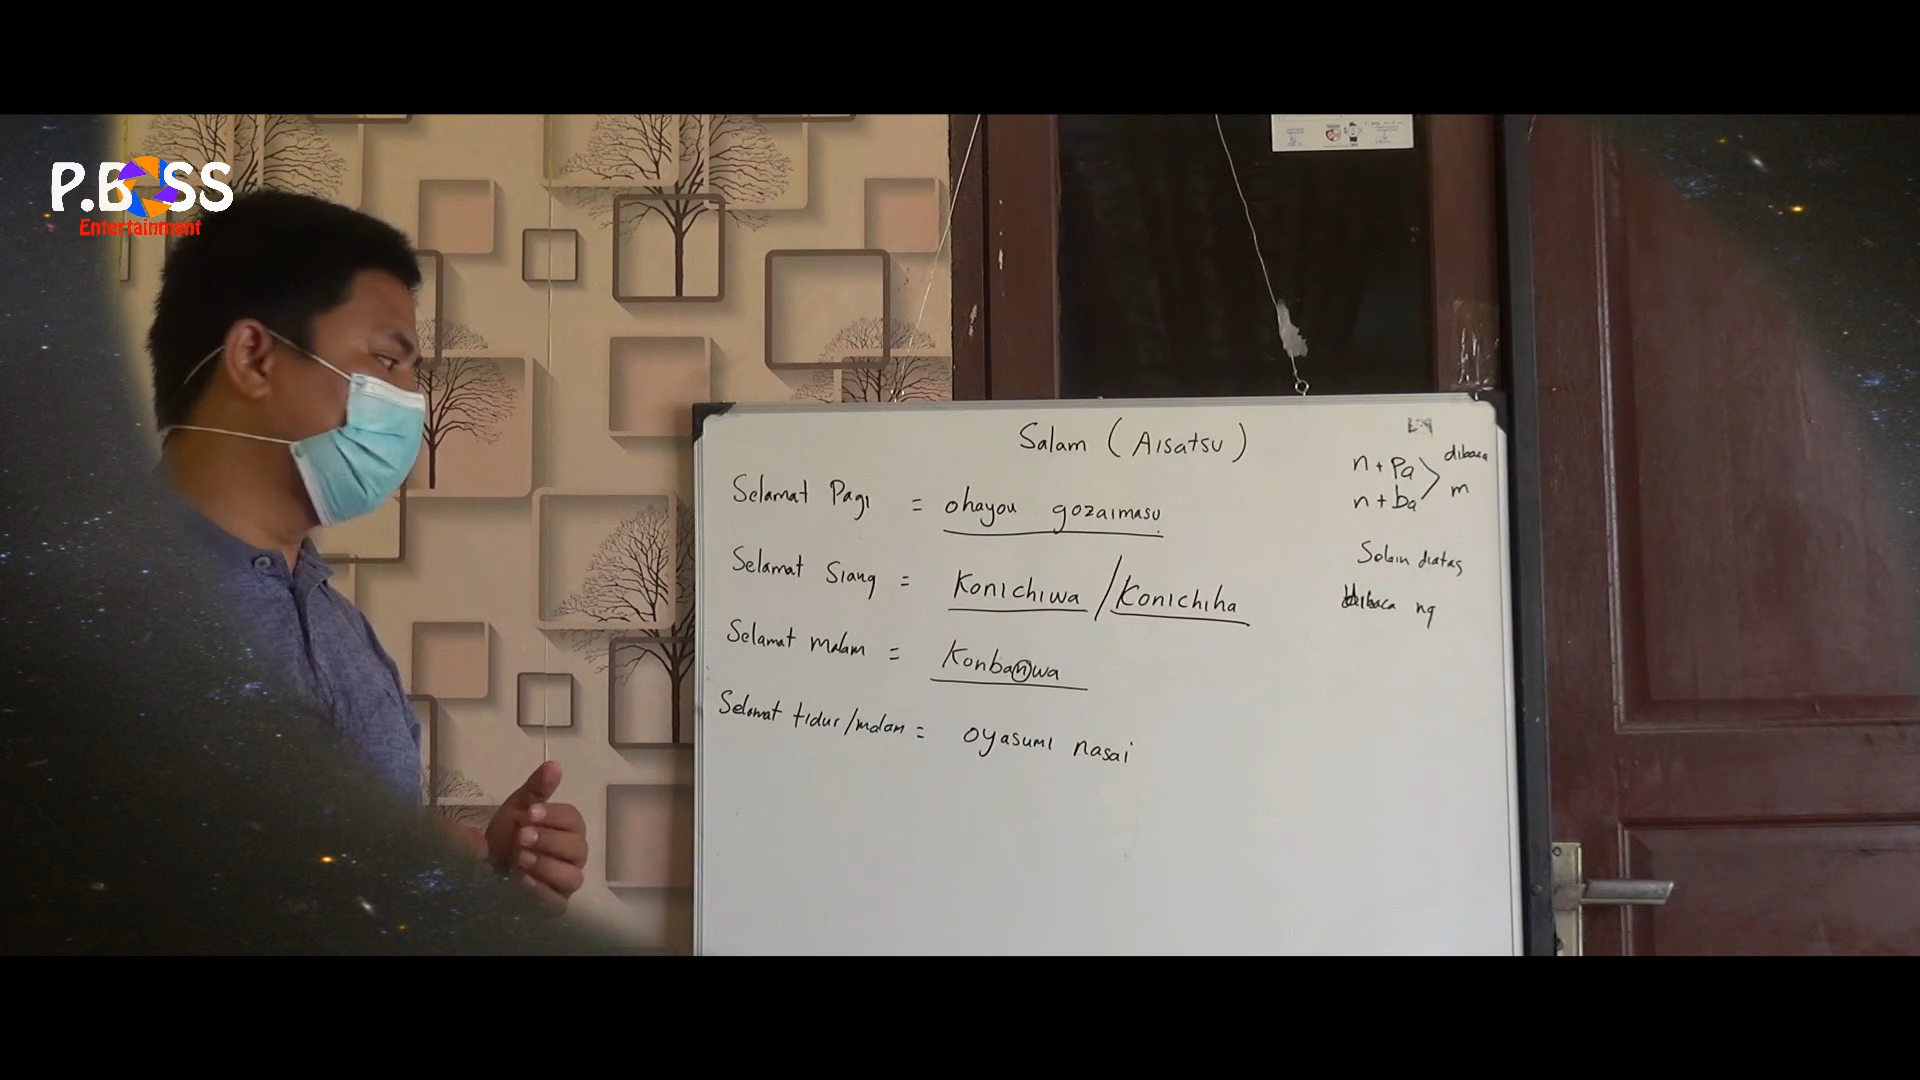 P.BOSS
Entertainment
Salam (Aisatsu)
Selamat Pagi = ohayou gozaimasu
Selamat Siang = Konichiwa / Konichiha
Selamat malam = Konbanwa
Selamat tidur/malam = oyasumi nasai
n + pa
n + ba
dibaca
m
Selain diatas
dibaca ng